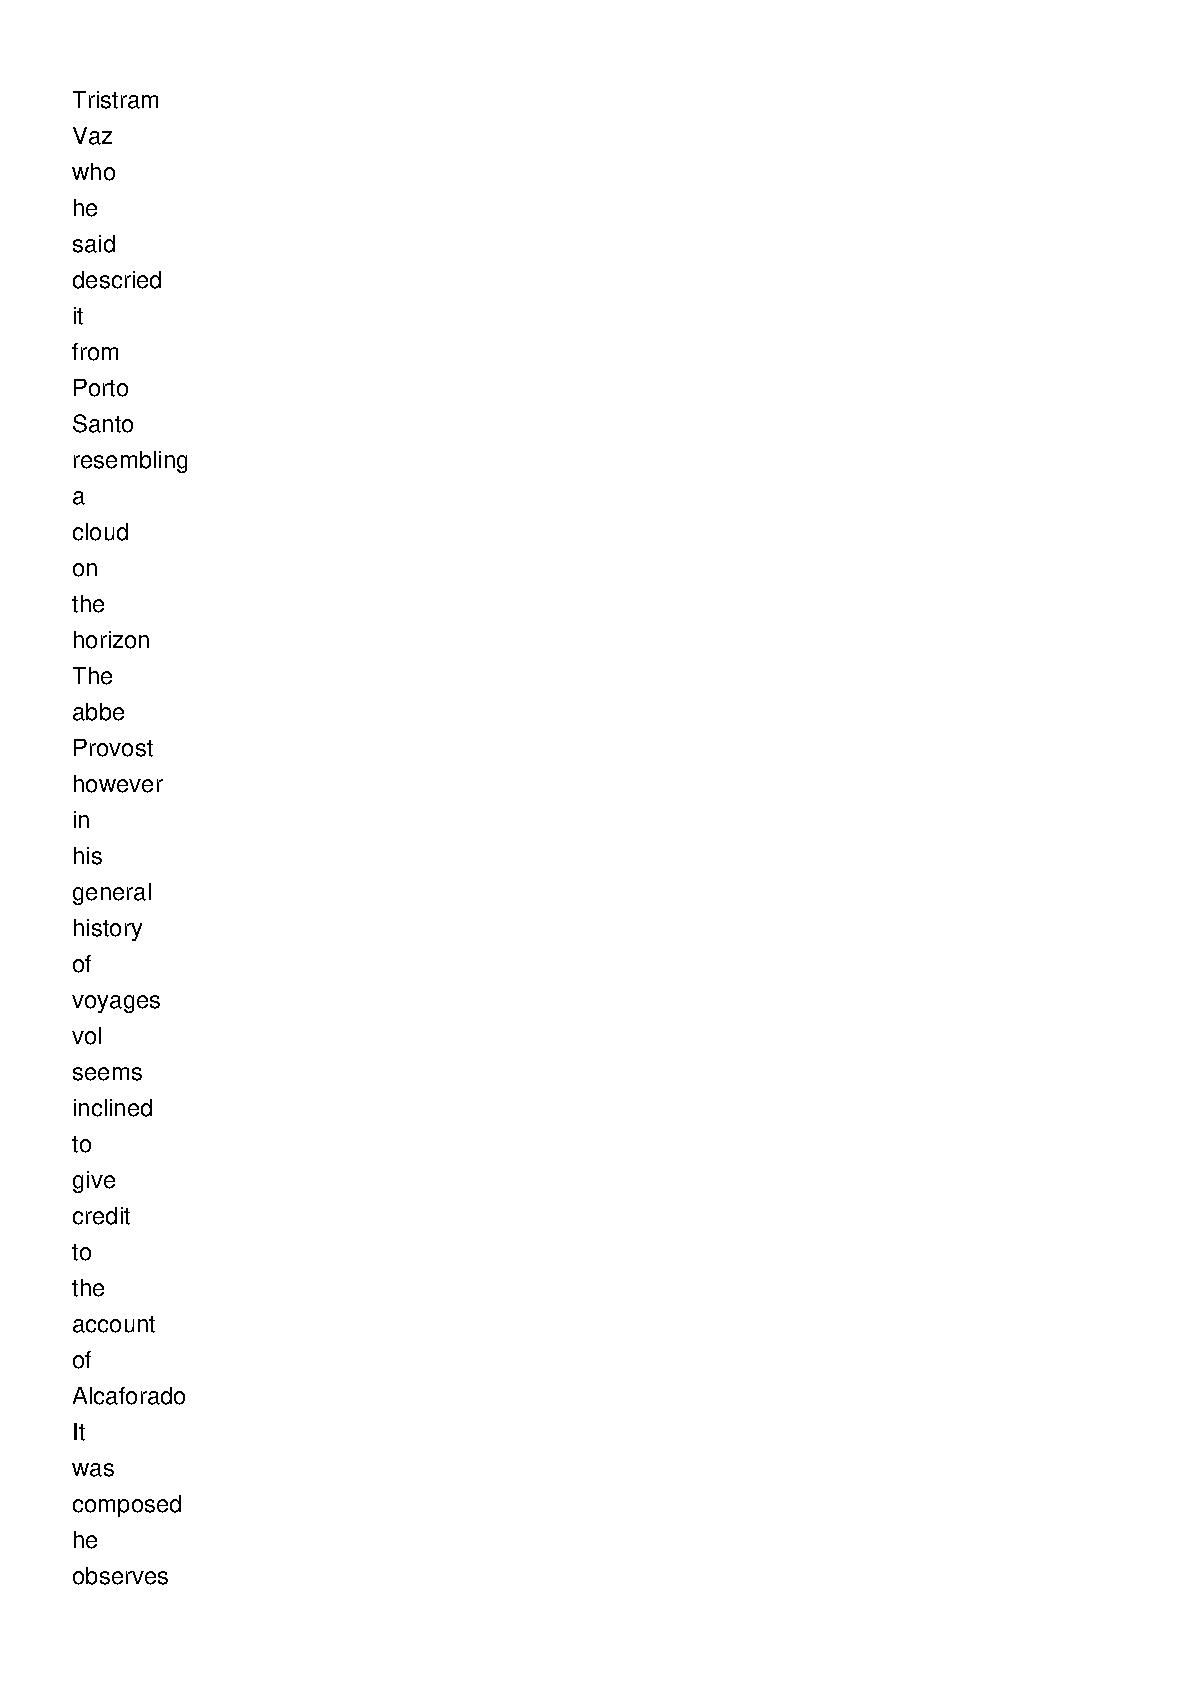 Tristram
Vaz
who
he
said
descried
it
from
Porto
Santo
resembling
a
cloud
on
the
horizon
The
abbe
Provost
however
in
his
general
history
of
voyages
vol
seems
inclined
to
give
credit
to
the
account
of
Alcaforado
It
was
composed
he
observes